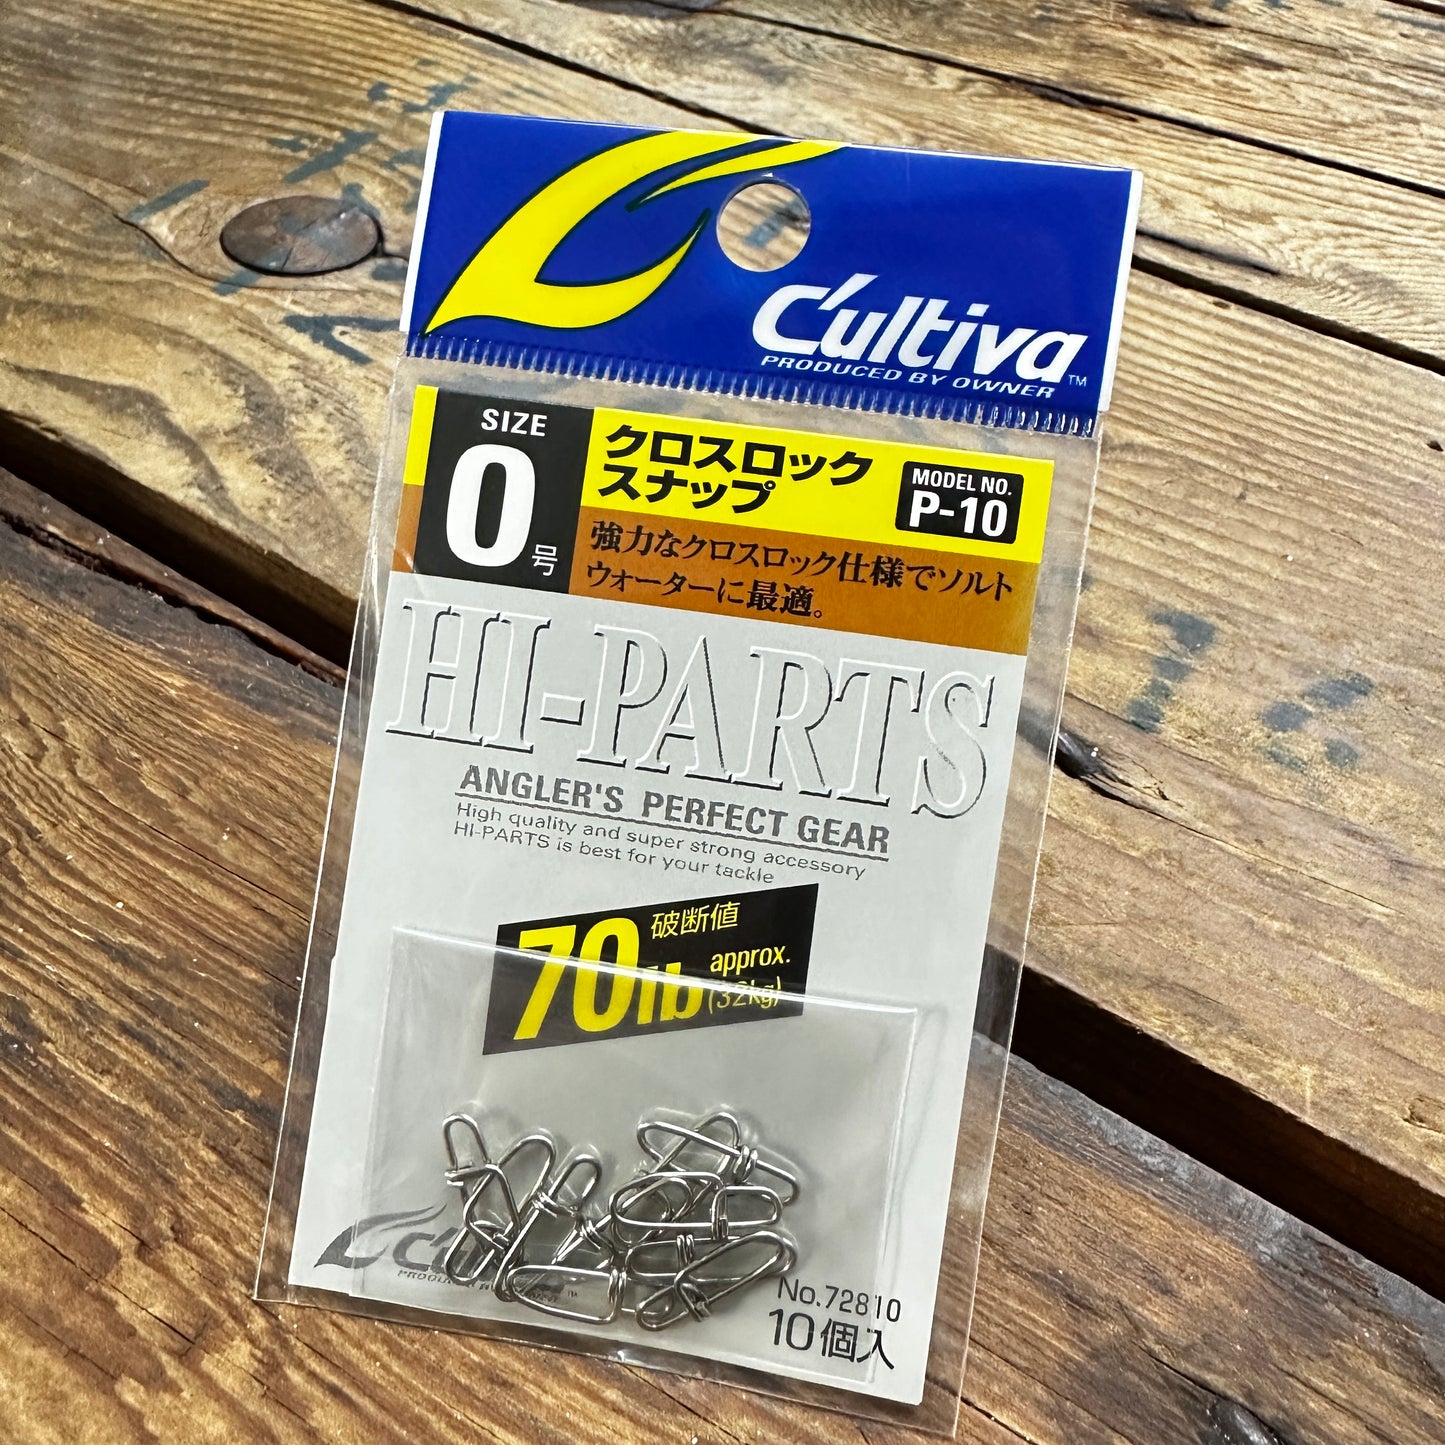 C'ultiva
PRODUCED BY OWNER ™
SIZE
0号
クロスロック
スナップ
MODEL NO.
P-10
強力なクロスロック仕様でソルト
ウォーターに最適。
HI-PARTS
ANGLER'S PERFECT GEAR
High quality and super strong accessory
HI-PARTS is best for your tackle
70lb
破断値
approx.
(32kg)
No.72810
10個入